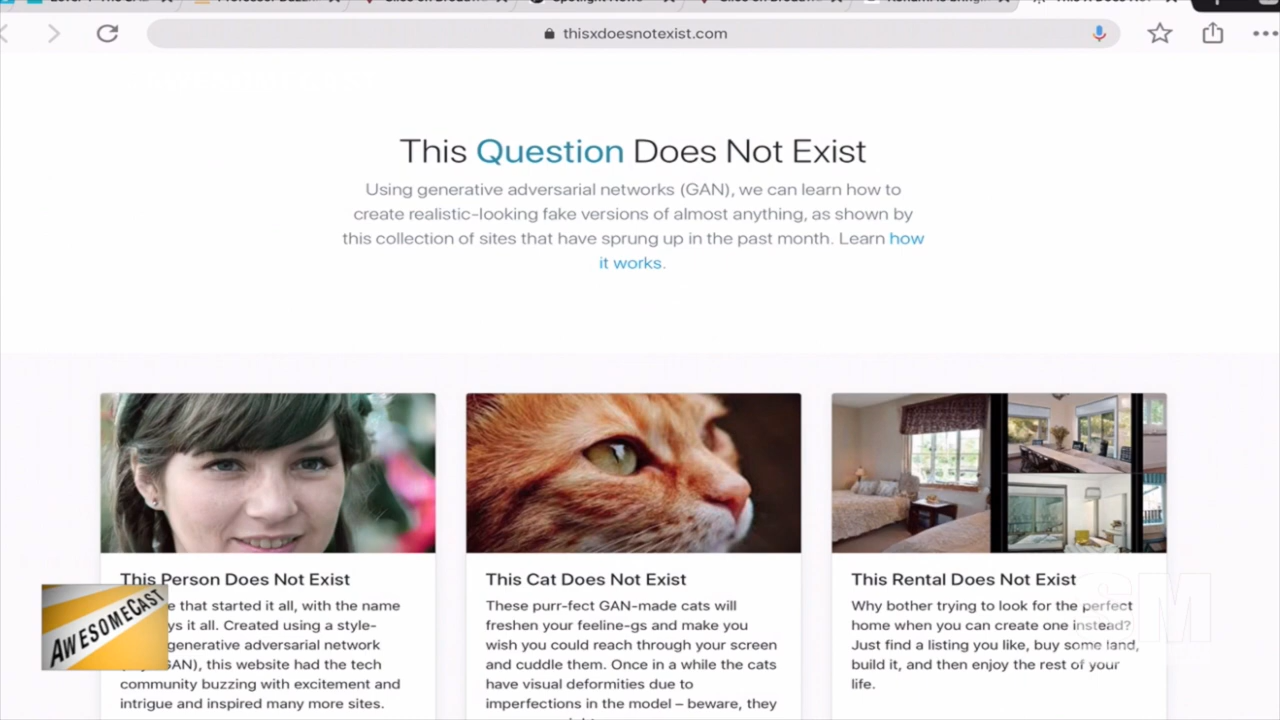 thisxdoesnotexist.com
This Question Does Not Exist
Using generative adversarial networks (GAN), we can learn how to
create realistic-looking fake versions of almost anything, as shown by
this collection of sites that have sprung up in the past month. Learn how
it works.
This Person Does Not Exist
e that started it all, with the name
ys it all. Created using a style-
generative adversarial network
GAN), this website had the tech
community buzzing with excitement and
intrigue and inspired many more sites.
This Cat Does Not Exist
These purr-fect GAN-made cats will
freshen your feeline-gs and make you
wish you could reach through your screen
and cuddle them. Once in a while the cats
have visual deformities due to
imperfections in the model – beware, they
This Rental Does Not Exist
Why bother trying to look for the perfect
home when you can create one instead?
Just find a listing you like, buy some land,
build it, and then enjoy the rest of your
life.
AWESOMECAST
SM